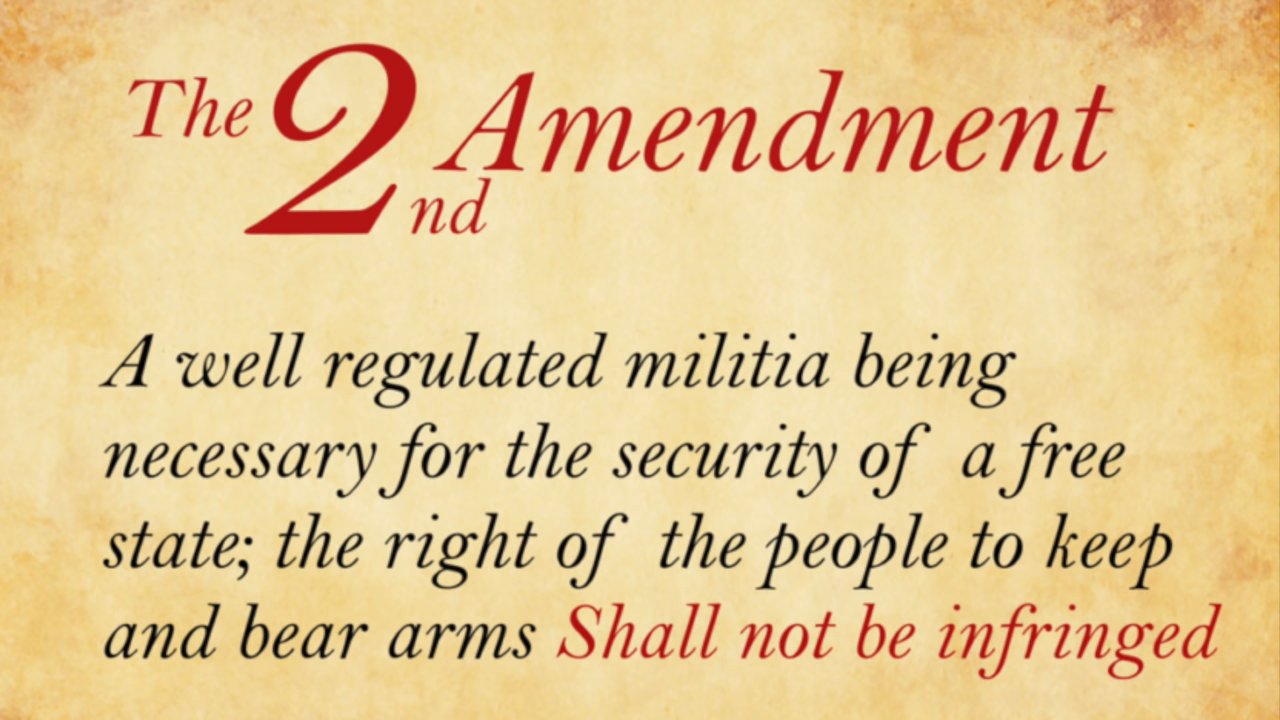 The 2nd Amendment
A well regulated militia being
necessary for the security of a free
state; the right of the people to keep
and bear arms Shall not be infringed